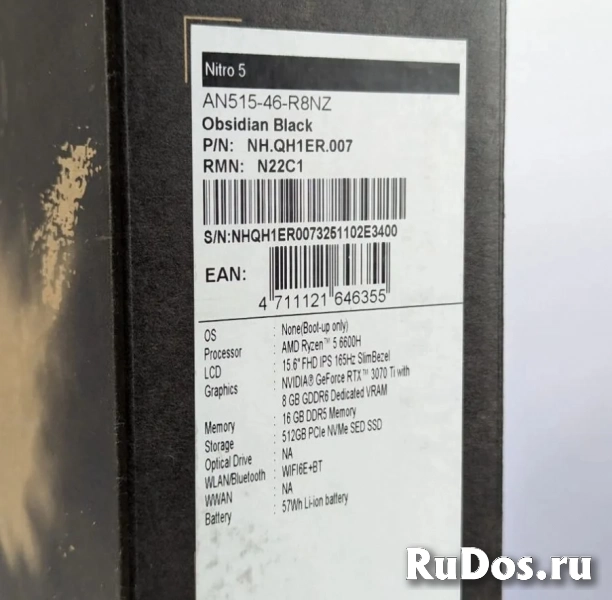 Nitro 5
AN515-46-R8NZ
Obsidian Black
P/N: NH.QH1ER.007
RMN: N22C1
S/N:NHQH1ER0073251102E3400
EAN:
4 711121 646355
OS : None(Boot-up only)
Processor : AMD Ryzen™ 5 6600H
LCD : 15.6" FHD IPS 165Hz SlimBezel
Graphics : NVIDIA® GeForce RTX™ 3070 Ti with
8 GB GDDR6 Dedicated VRAM
Memory : 16 GB DDR5 Memory
Storage : 512GB PCIe NVMe SED SSD
Optical Drive : NA
WLAN/Bluetooth : WIFI6E+BT
WWAN : NA
Battery : 57Wh Li-ion battery
RuDos.ru